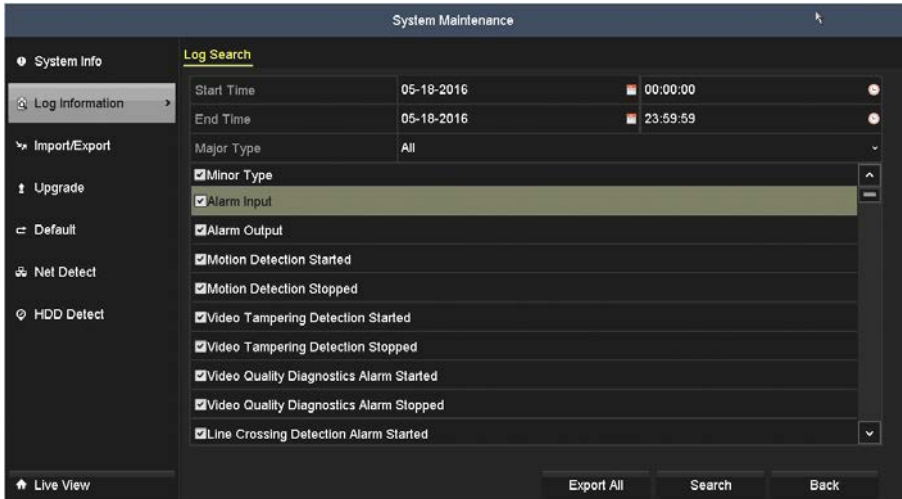 System Maintenance
System Info
Log Information
Import/Export
Upgrade
Default
Net Detect
HDD Detect
Live View
Log Search
Start Time 05-18-2016 00:00:00
End Time 05-18-2016 23:59:59
Major Type All
Minor Type
Alarm Input
Alarm Output
Motion Detection Started
Motion Detection Stopped
Video Tampering Detection Started
Video Tampering Detection Stopped
Video Quality Diagnostics Alarm Started
Video Quality Diagnostics Alarm Stopped
Line Crossing Detection Alarm Started
Export All Search Back